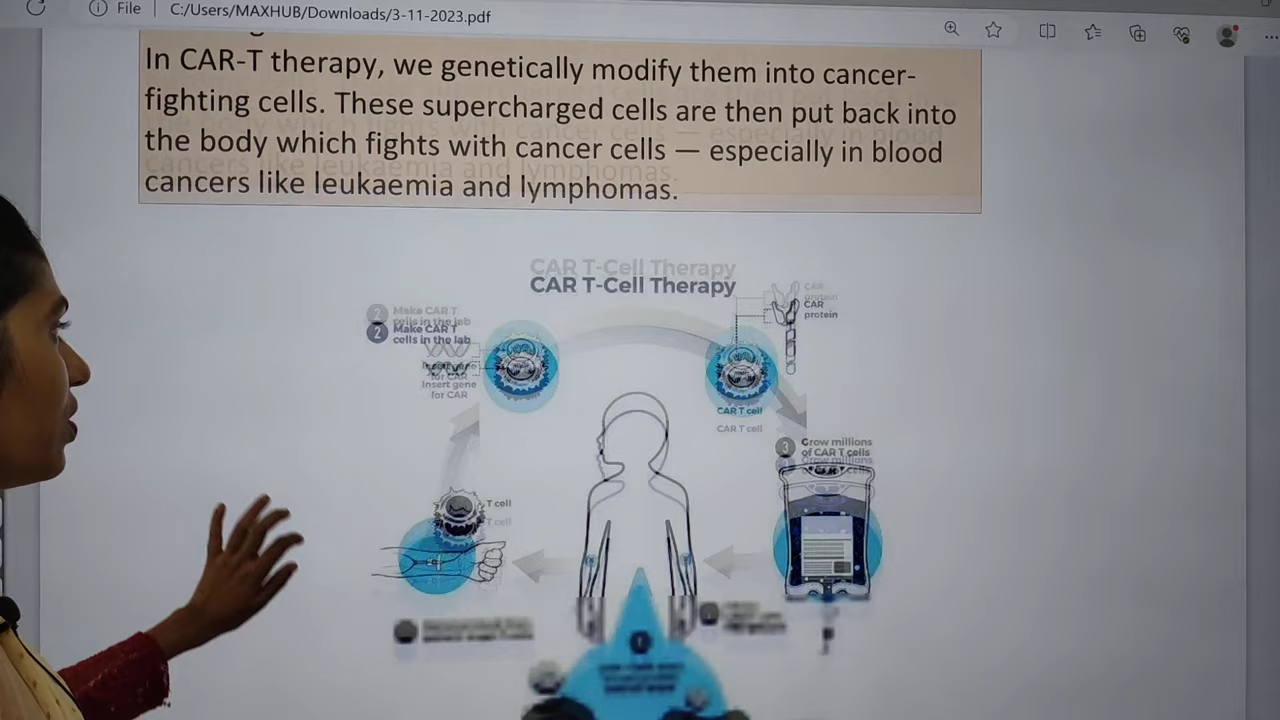 File
C:/Users/MAXHUB/Downloads/3-11-2023.pdf
In CAR-T therapy, we genetically modify them into cancer-
fighting cells. These supercharged cells are then put back into
the body which fights with cancer cells — especially in blood
cancers like leukaemia and lymphomas.
CAR T-Cell Therapy
2 Make CAR T
cells in the lab
Insert gene
for CAR
CAR
protein
CAR T cell
3 Grow millions
of CAR T cells
T cell